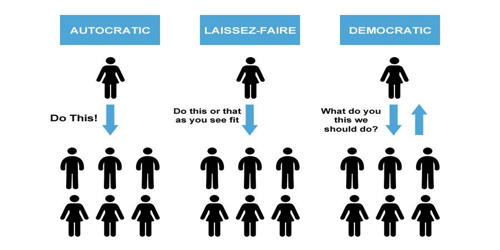 AUTOCRATIC
LAISSEZ-FAIRE
DEMOCRATIC
Do This!
Do this or that
as you see fit
What do you
this we
should do?